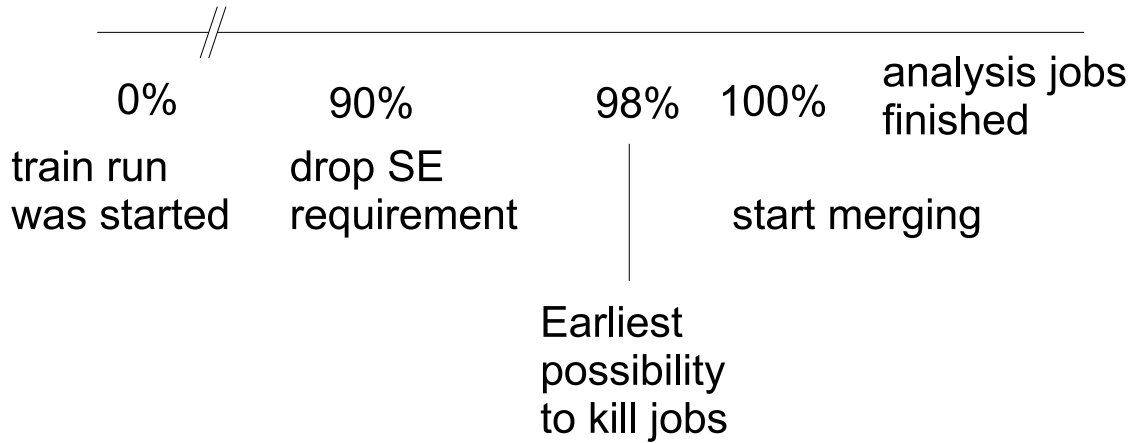 0%
90%
98%
100%
analysis jobs
finished
train run
was started
drop SE
requirement
start merging
Earliest
possibility
to kill jobs